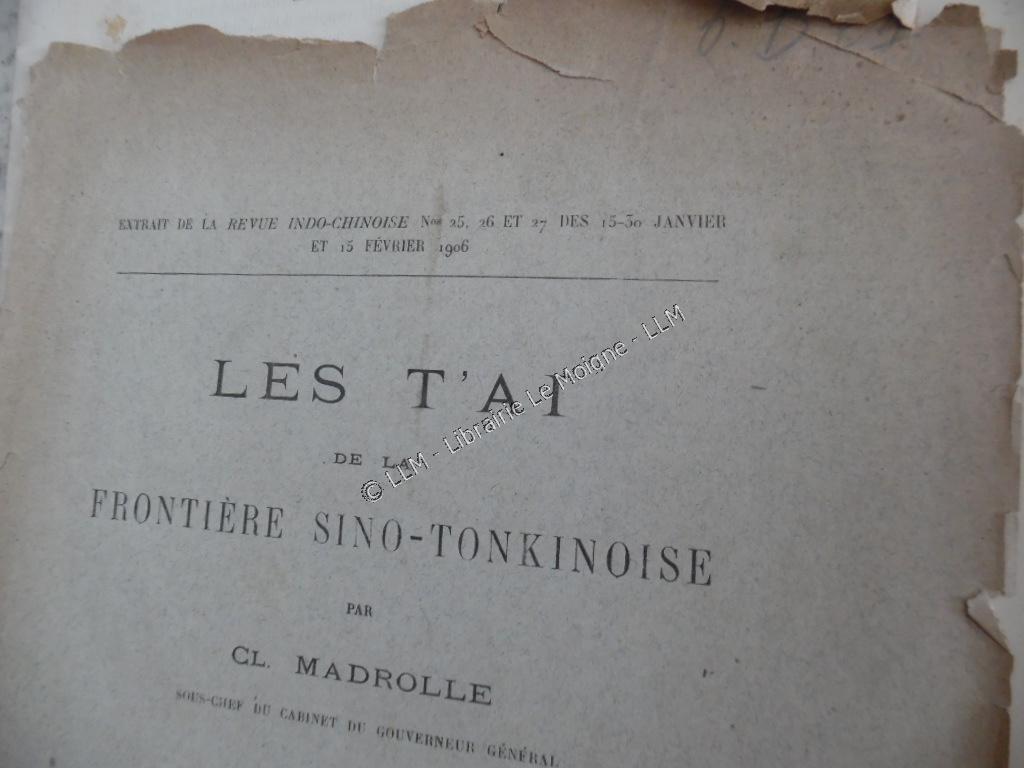 EXTRAIT DE LA REVUE INDO-CHINOISE Nos 25, 26 ET 27 DES 15-30 JANVIER
ET 15 FÉVRIER 1906
LES T'AI
DE LA
FRONTIÈRE SINO-TONKINOISE
PAR
CL. MADROLLE
SOUS-CHEF DU CABINET DU GOUVERNEUR GÉNÉRAL
© LLM - Librairie Le Moigne - LLM